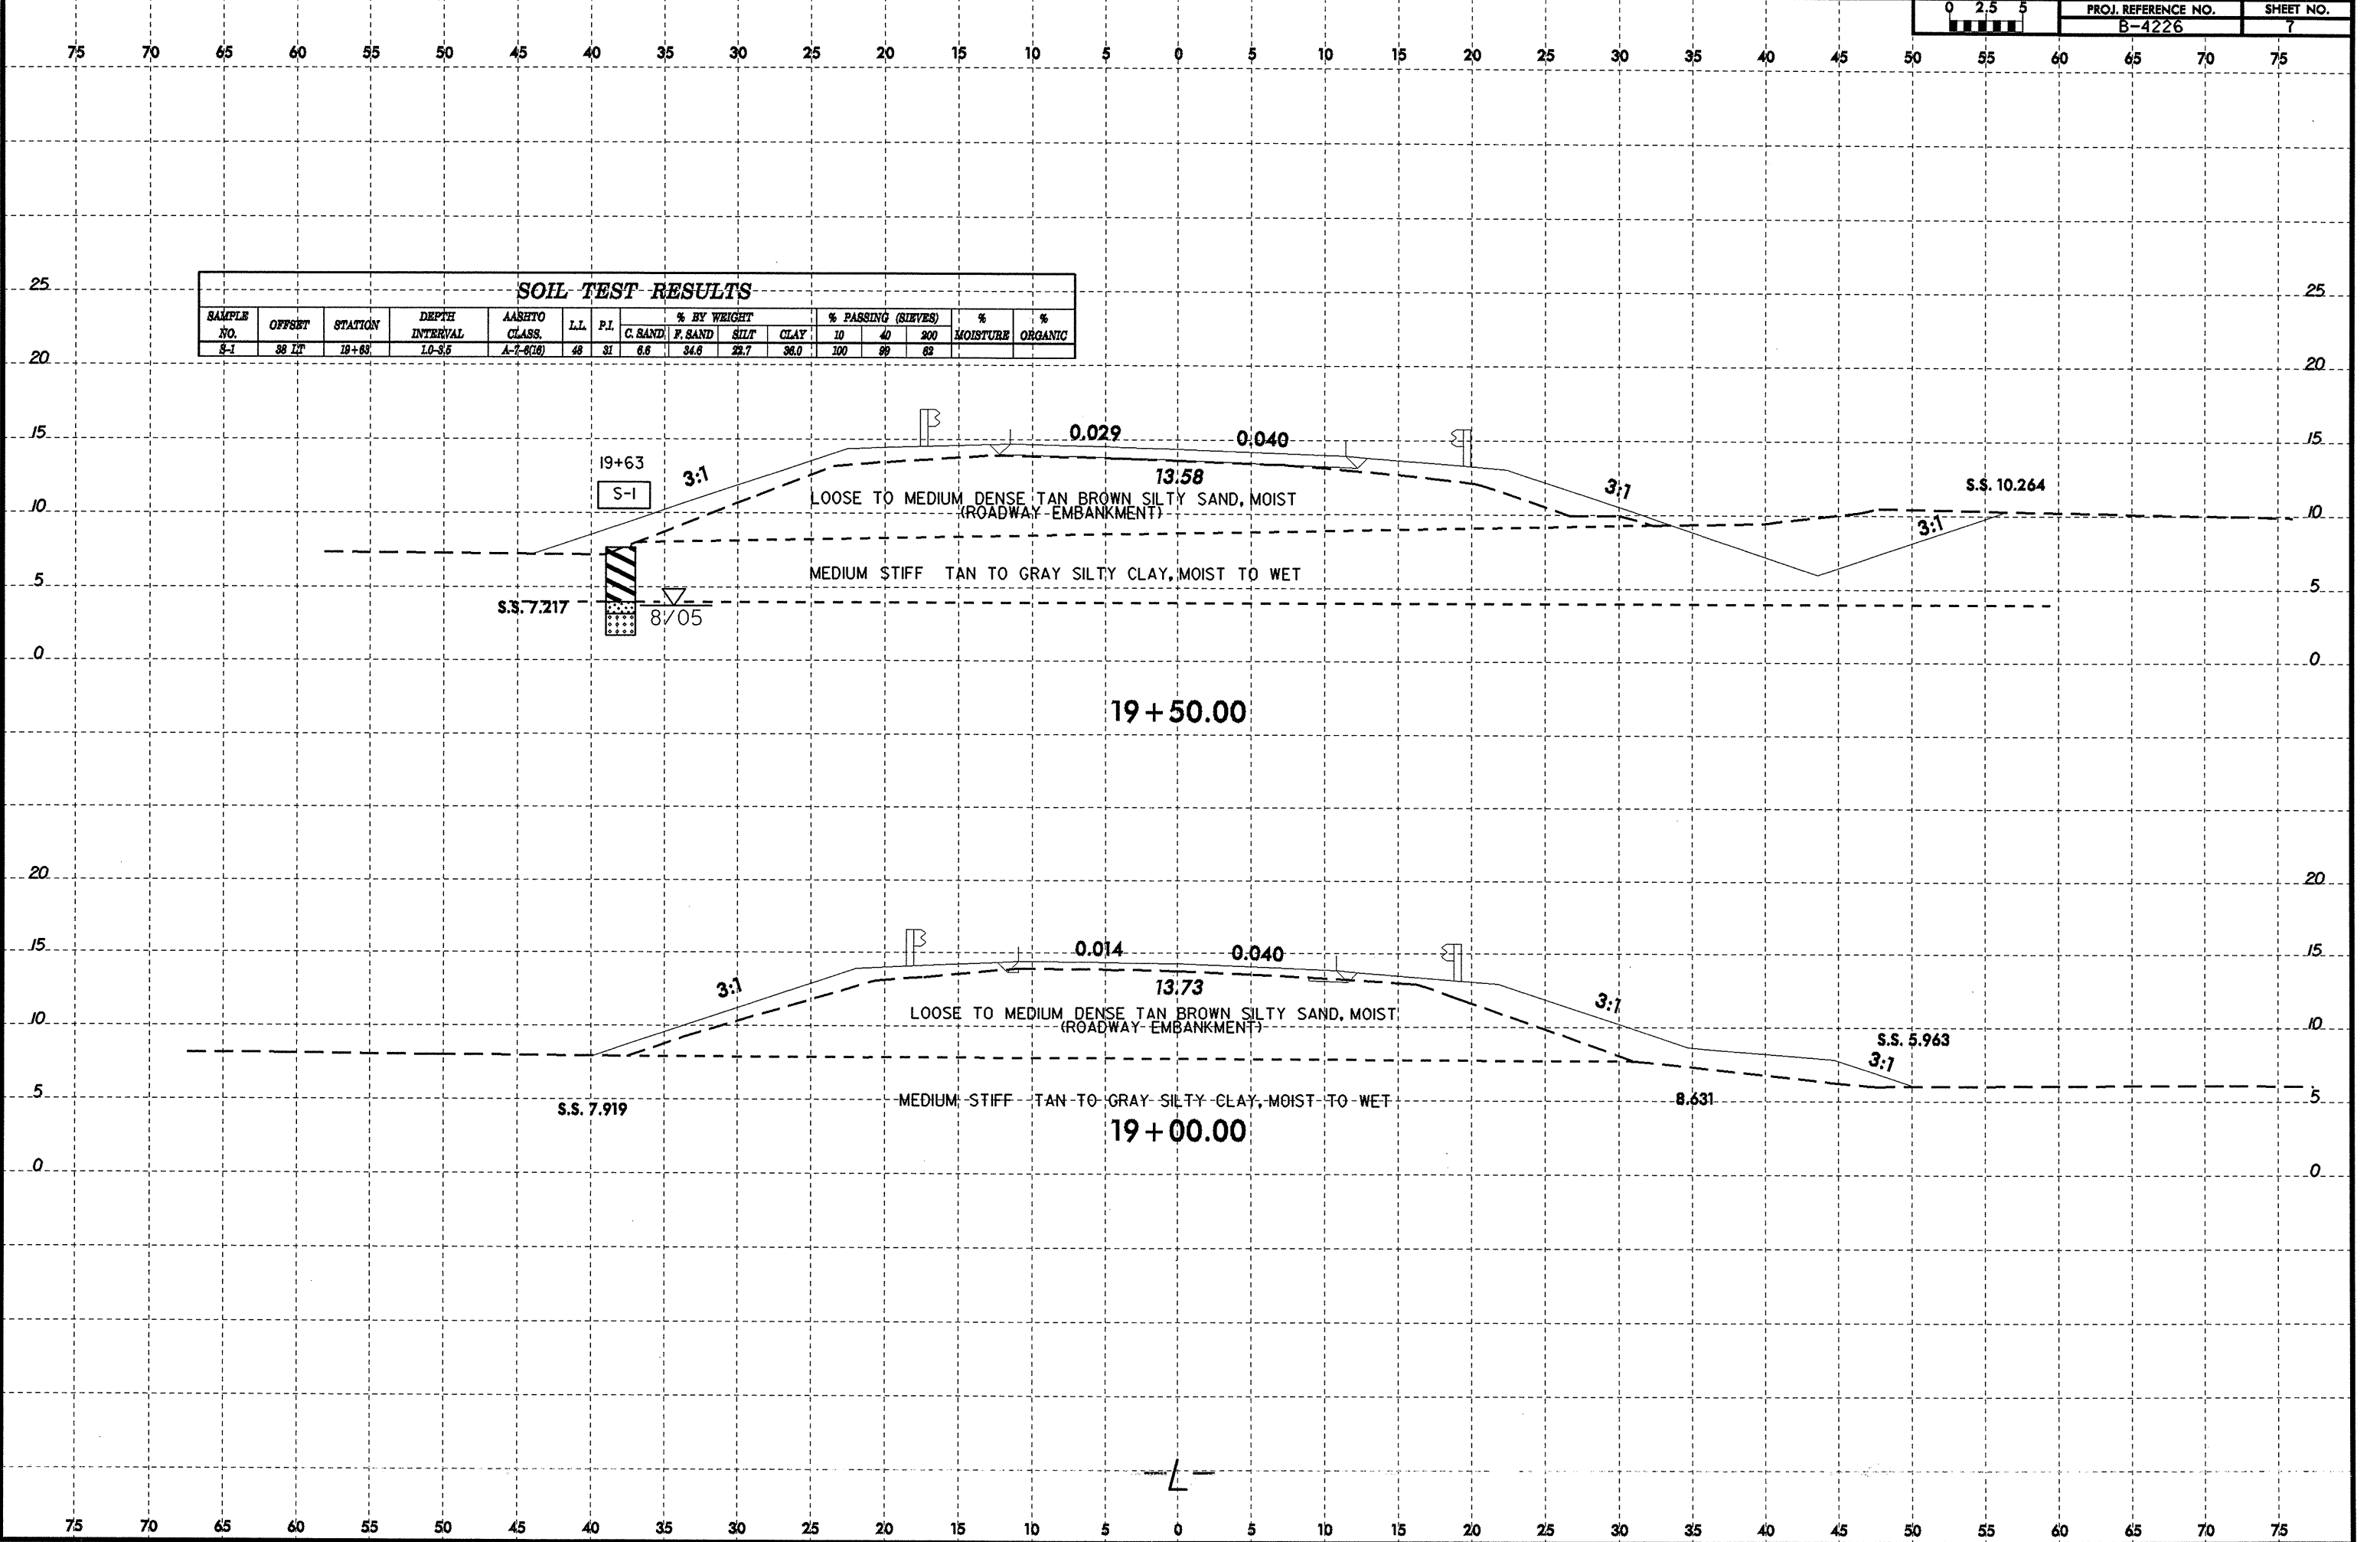 0 2.5 5
PROJ. REFERENCE NO. SHEET NO.
B-4226 7
75 70 65 60 55 50 45 40 35 30 25 20 15 10 5 0 5 10 15 20 25 30 35 40 45 50 55 60 65 70 75
25 25
SOIL TEST RESULTS
SAMPLE NO. OFFSET STATION DEPTH INTERVAL AASHTO CLASS. L.L. P.I. % BY WEIGHT % PASSING (SIEVES) % MOISTURE % ORGANIC
C. SAND F. SAND SILT CLAY 10 40 200
S-1 38 LT 19+63 1.0-3.5 A-7-6(16) 48 31 6.6 34.6 22.7 36.0 100 99 62
20 20
15 0.029 0.040 15
19+63
3:1
13.58
S-1
3:1
S.S. 10.264
LOOSE TO MEDIUM DENSE TAN BROWN SILTY SAND, MOIST
10 (ROADWAY EMBANKMENT) 10
3:1
MEDIUM STIFF TAN TO GRAY SILTY CLAY, MOIST TO WET
5 5
S.S. 7.217
8/05
0 0
19+50.00
20 20
15 0.014 0.040 15
3:1
13.73
3:1
LOOSE TO MEDIUM DENSE TAN BROWN SILTY SAND, MOIST
10 (ROADWAY EMBANKMENT) 10
S.S. 5.963
3:1
5 5
MEDIUM STIFF TAN TO GRAY SILTY CLAY, MOIST TO WET
8.631
S.S. 7.919
19+00.00
0 0
-L-
75 70 65 60 55 50 45 40 35 30 25 20 15 10 5 0 5 10 15 20 25 30 35 40 45 50 55 60 65 70 75